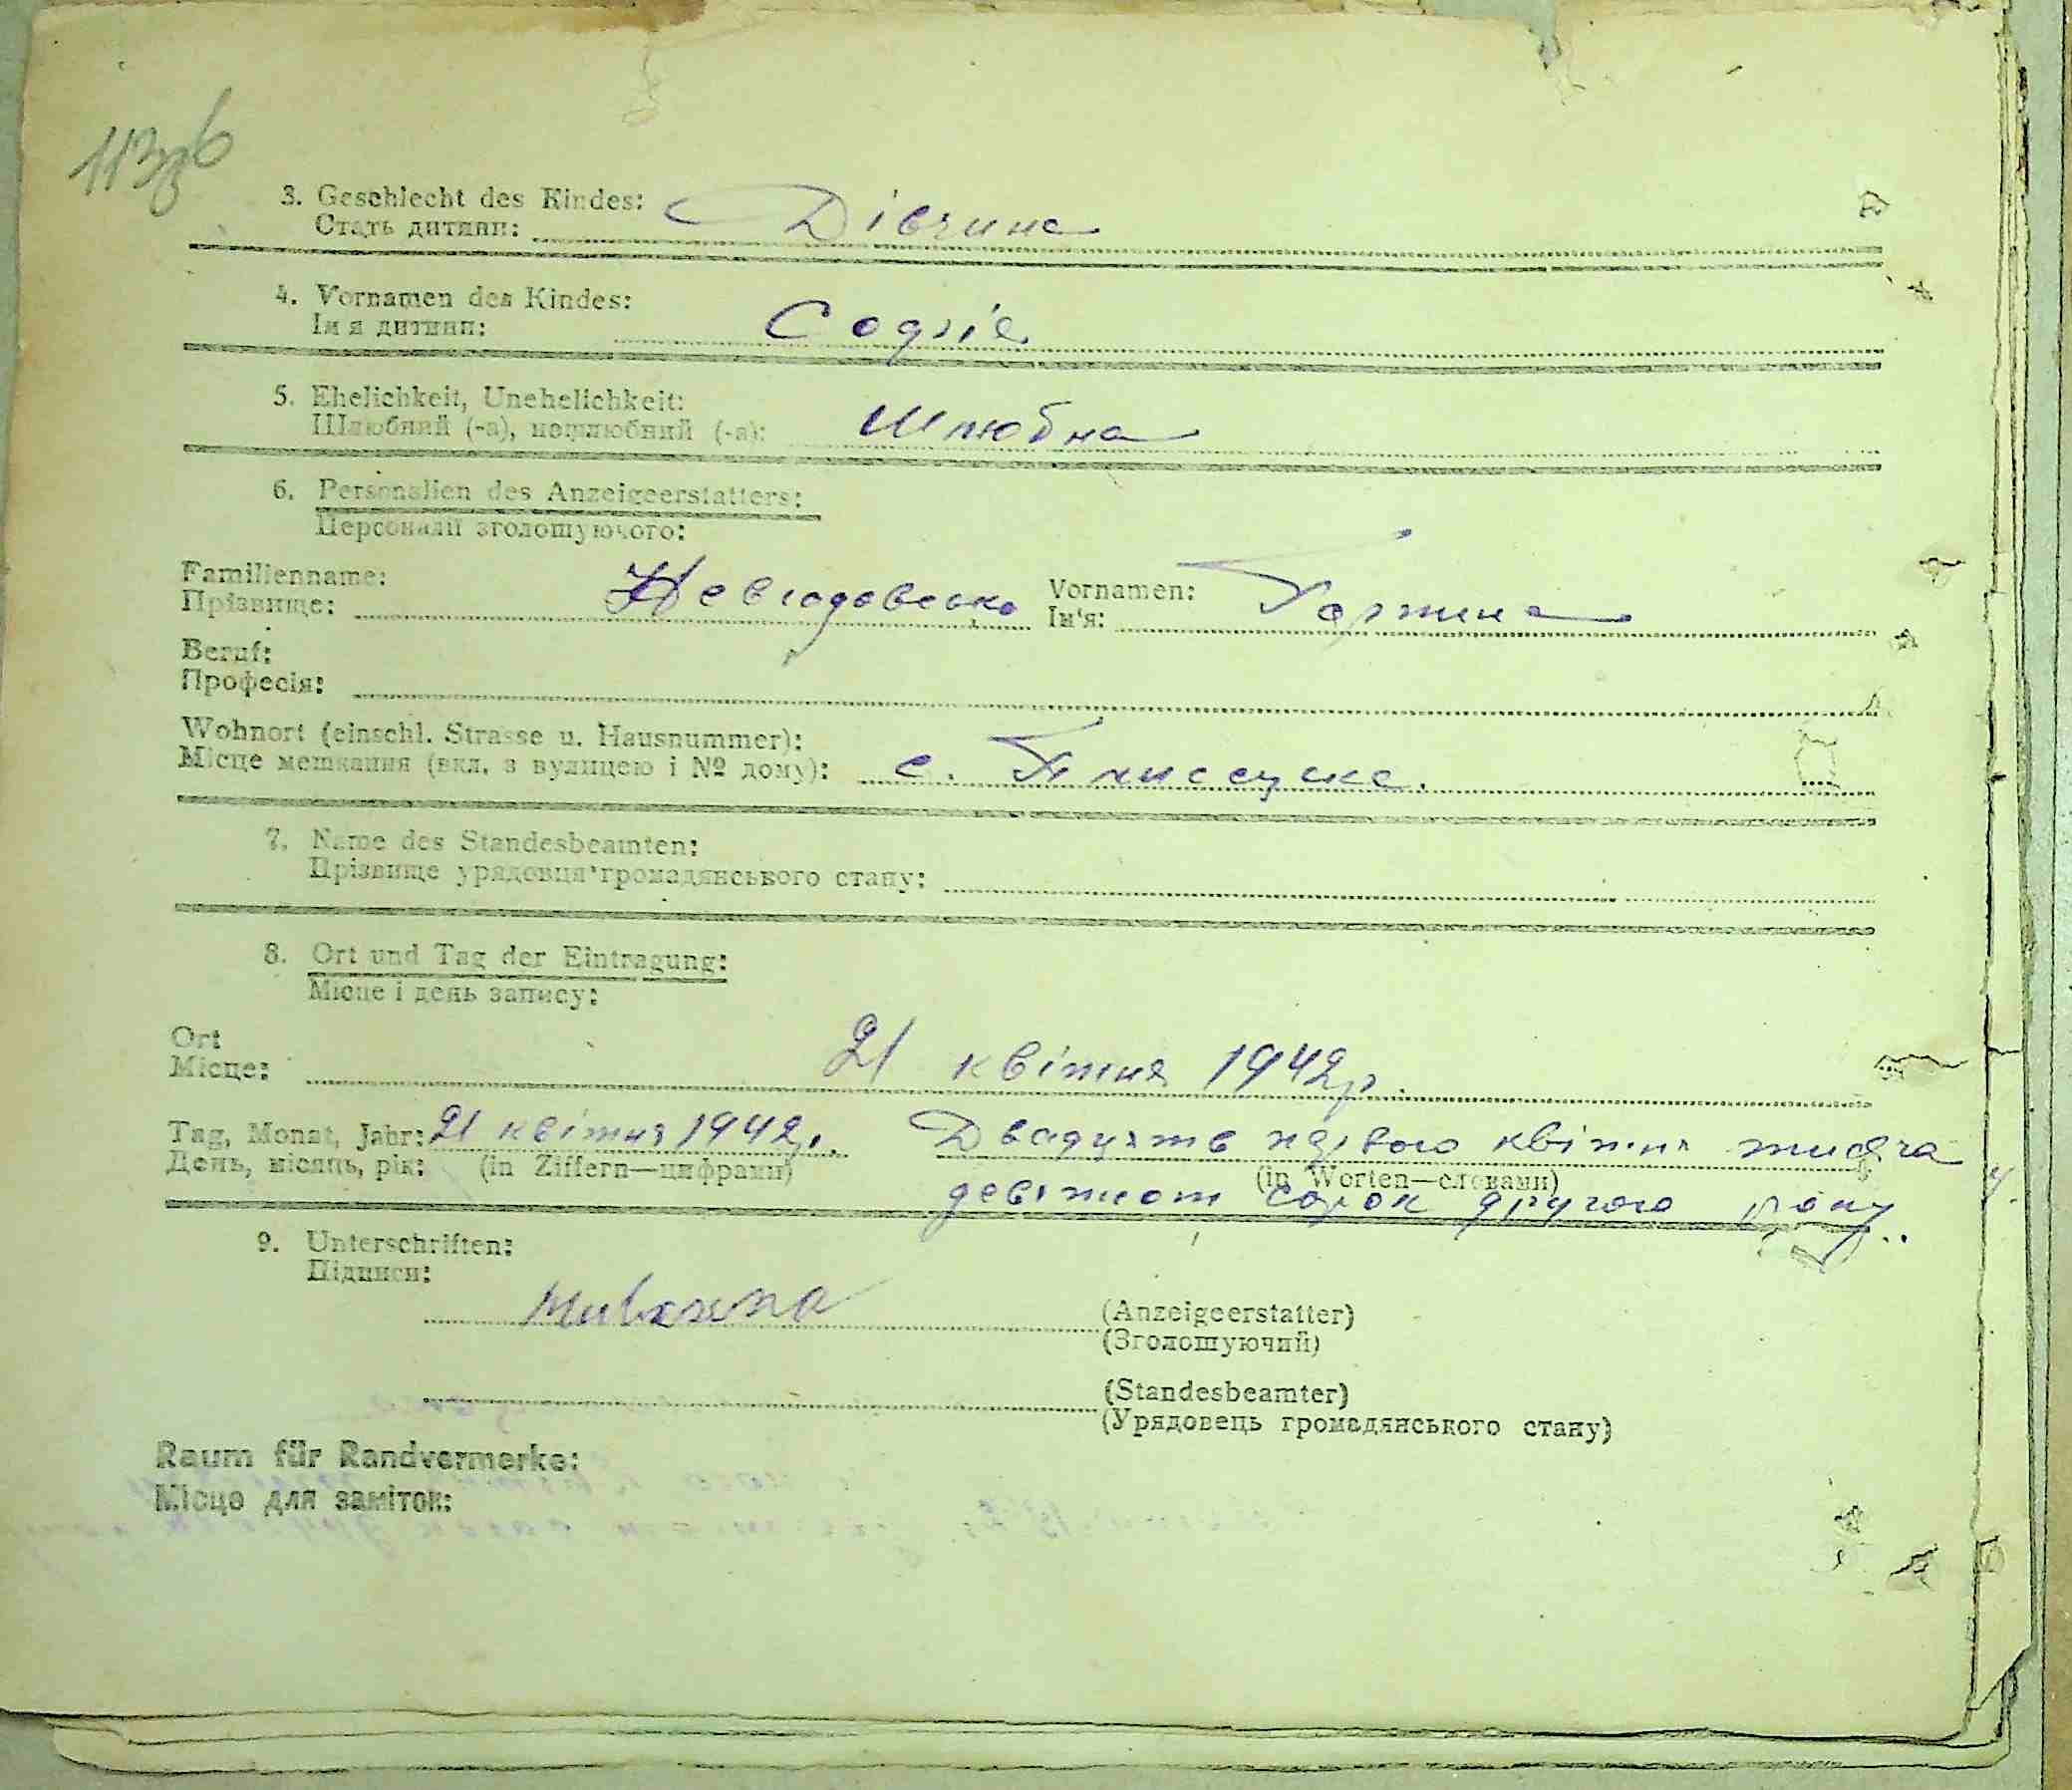 113зв
3. Geschlecht des Kindes:
Стать дитини: Дівчина
4. Vornamen des Kindes:
Імя дитини: Софія
5. Ehelichkeit, Unehelichkeit:
Шлюбний (-а), нешлюбний (-а): Шлюбна
6. Personalien des Anzeigeerstatters:
Персоналії зголошуючого:
Familienname: Vornamen:
Прізвище: Ім'я:
Beruf:
Професія:
Wohnort (einschl. Strasse u. Hausnummer):
Місце мешкання (вкл. з вулицею і № дому): с.
7. Name des Standesbeamten:
Прізвище урядовця громадянського стану:
8. Ort und Tag der Eintragung:
Місце і день запису:
Ort
Місце: 21 квітня 1942р.
Tag, Monat, Jahr: 21 квітня 1942р. Двадцять першого квітня тисяча
День, місяць, рік: (in Ziffern—цифрами) (in Worten—словами)
девятьсот сорок другого року.
9. Unterschriften:
Підписи:
(Anzeigeerstatter)
(Зголошуючий)
(Standesbeamter)
(Урядовець громадянського стану)
Raum für Randvermerke:
Місце для заміток: